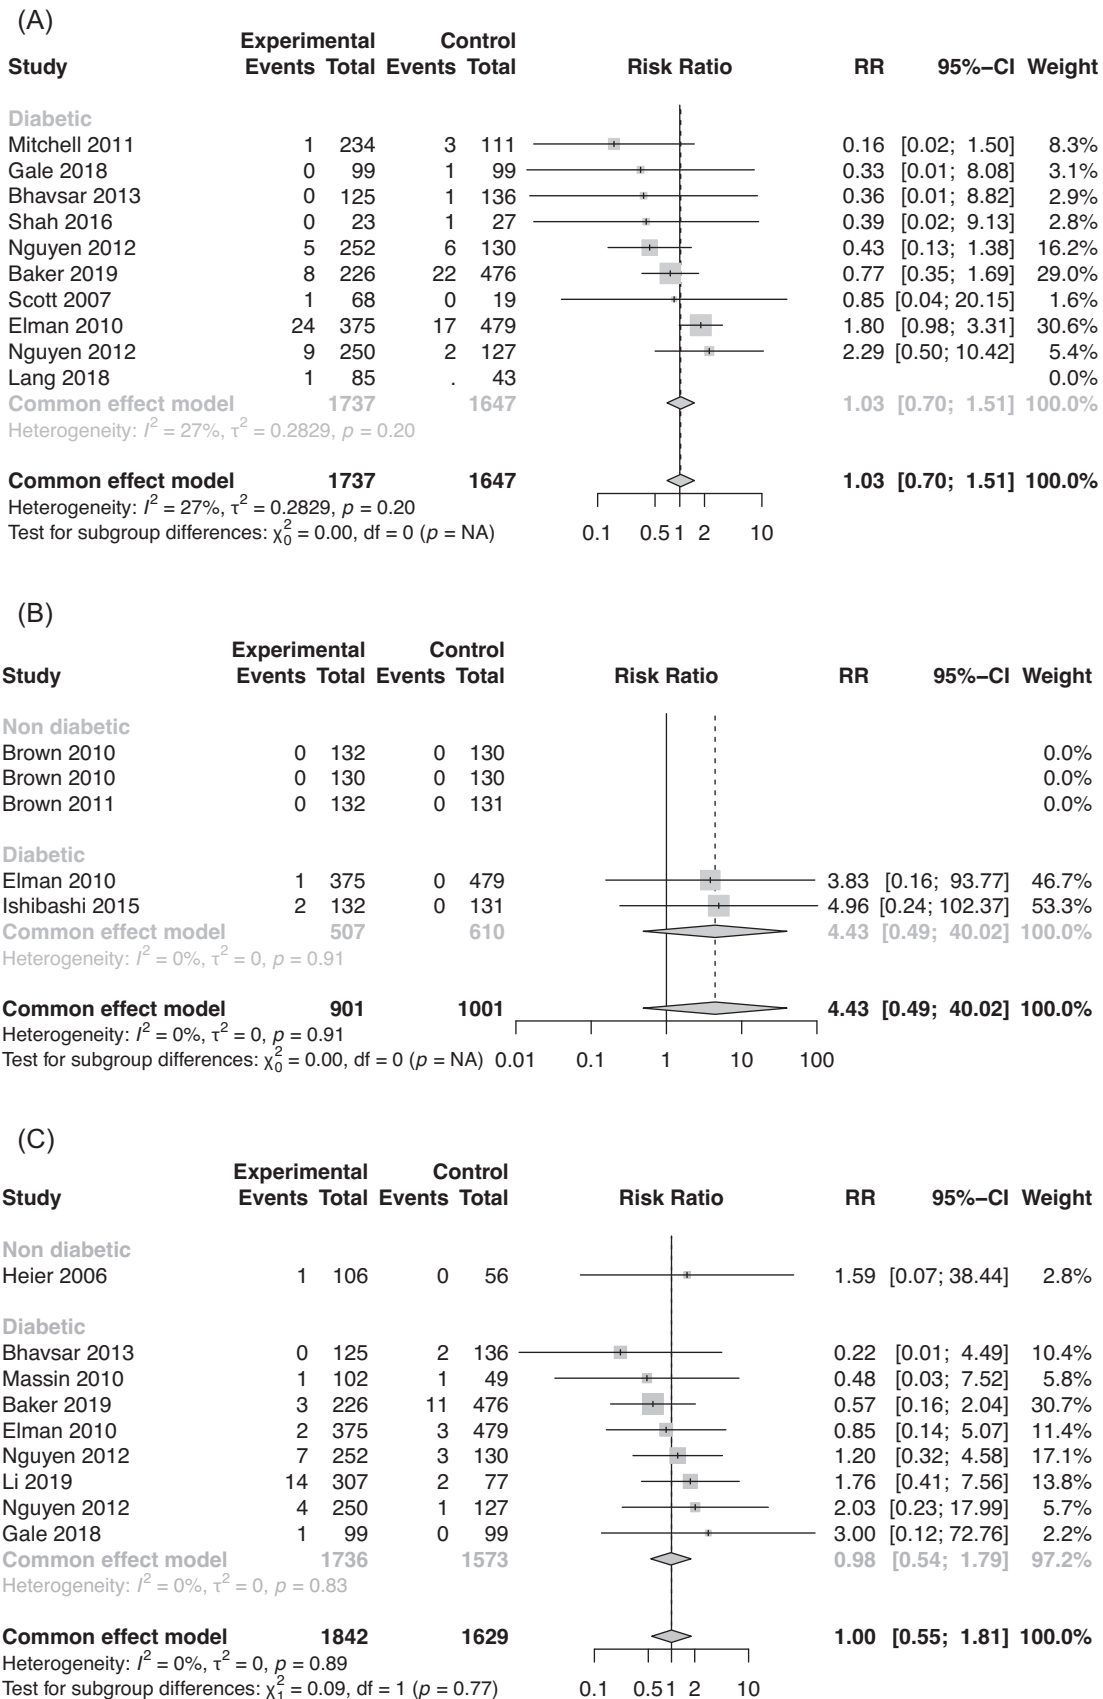 (A)
Experimental Control
Study Events Total Events Total Risk Ratio RR 95%−CI Weight
Diabetic
Mitchell 2011 1 234 3 111 0.16 [0.02; 1.50] 8.3%
Gale 2018 0 99 1 99 0.33 [0.01; 8.08] 3.1%
Bhavsar 2013 0 125 1 136 0.36 [0.01; 8.82] 2.9%
Shah 2016 0 23 1 27 0.39 [0.02; 9.13] 2.8%
Nguyen 2012 5 252 6 130 0.43 [0.13; 1.38] 16.2%
Baker 2019 8 226 22 476 0.77 [0.35; 1.69] 29.0%
Scott 2007 1 68 0 19 0.85 [0.04; 20.15] 1.6%
Elman 2010 24 375 17 479 1.80 [0.98; 3.31] 30.6%
Nguyen 2012 9 250 2 127 2.29 [0.50; 10.42] 5.4%
Lang 2018 1 85 . 43 0.0%
Common effect model 1737 1647 1.03 [0.70; 1.51] 100.0%
Heterogeneity: I² = 27%, τ² = 0.2829, p = 0.20
Common effect model 1737 1647 1.03 [0.70; 1.51] 100.0%
Heterogeneity: I² = 27%, τ² = 0.2829, p = 0.20
Test for subgroup differences: χ²₀ = 0.00, df = 0 (p = NA) 0.1 0.5 1 2 10
(B)
Experimental Control
Study Events Total Events Total Risk Ratio RR 95%−CI Weight
Non diabetic
Brown 2010 0 132 0 130 0.0%
Brown 2010 0 130 0 130 0.0%
Brown 2011 0 132 0 131 0.0%
Diabetic
Elman 2010 1 375 0 479 3.83 [0.16; 93.77] 46.7%
Ishibashi 2015 2 132 0 131 4.96 [0.24; 102.37] 53.3%
Common effect model 507 610 4.43 [0.49; 40.02] 100.0%
Heterogeneity: I² = 0%, τ² = 0, p = 0.91
Common effect model 901 1001 4.43 [0.49; 40.02] 100.0%
Heterogeneity: I² = 0%, τ² = 0, p = 0.91
Test for subgroup differences: χ²₀ = 0.00, df = 0 (p = NA) 0.01 0.1 1 10 100
(C)
Experimental Control
Study Events Total Events Total Risk Ratio RR 95%−CI Weight
Non diabetic
Heier 2006 1 106 0 56 1.59 [0.07; 38.44] 2.8%
Diabetic
Bhavsar 2013 0 125 2 136 0.22 [0.01; 4.49] 10.4%
Massin 2010 1 102 1 49 0.48 [0.03; 7.52] 5.8%
Baker 2019 3 226 11 476 0.57 [0.16; 2.04] 30.7%
Elman 2010 2 375 3 479 0.85 [0.14; 5.07] 11.4%
Nguyen 2012 7 252 3 130 1.20 [0.32; 4.58] 17.1%
Li 2019 14 307 2 77 1.76 [0.41; 7.56] 13.8%
Nguyen 2012 4 250 1 127 2.03 [0.23; 17.99] 5.7%
Gale 2018 1 99 0 99 3.00 [0.12; 72.76] 2.2%
Common effect model 1736 1573 0.98 [0.54; 1.79] 97.2%
Heterogeneity: I² = 0%, τ² = 0, p = 0.83
Common effect model 1842 1629 1.00 [0.55; 1.81] 100.0%
Heterogeneity: I² = 0%, τ² = 0, p = 0.89
Test for subgroup differences: χ²₁ = 0.09, df = 1 (p = 0.77) 0.1 0.5 1 2 10